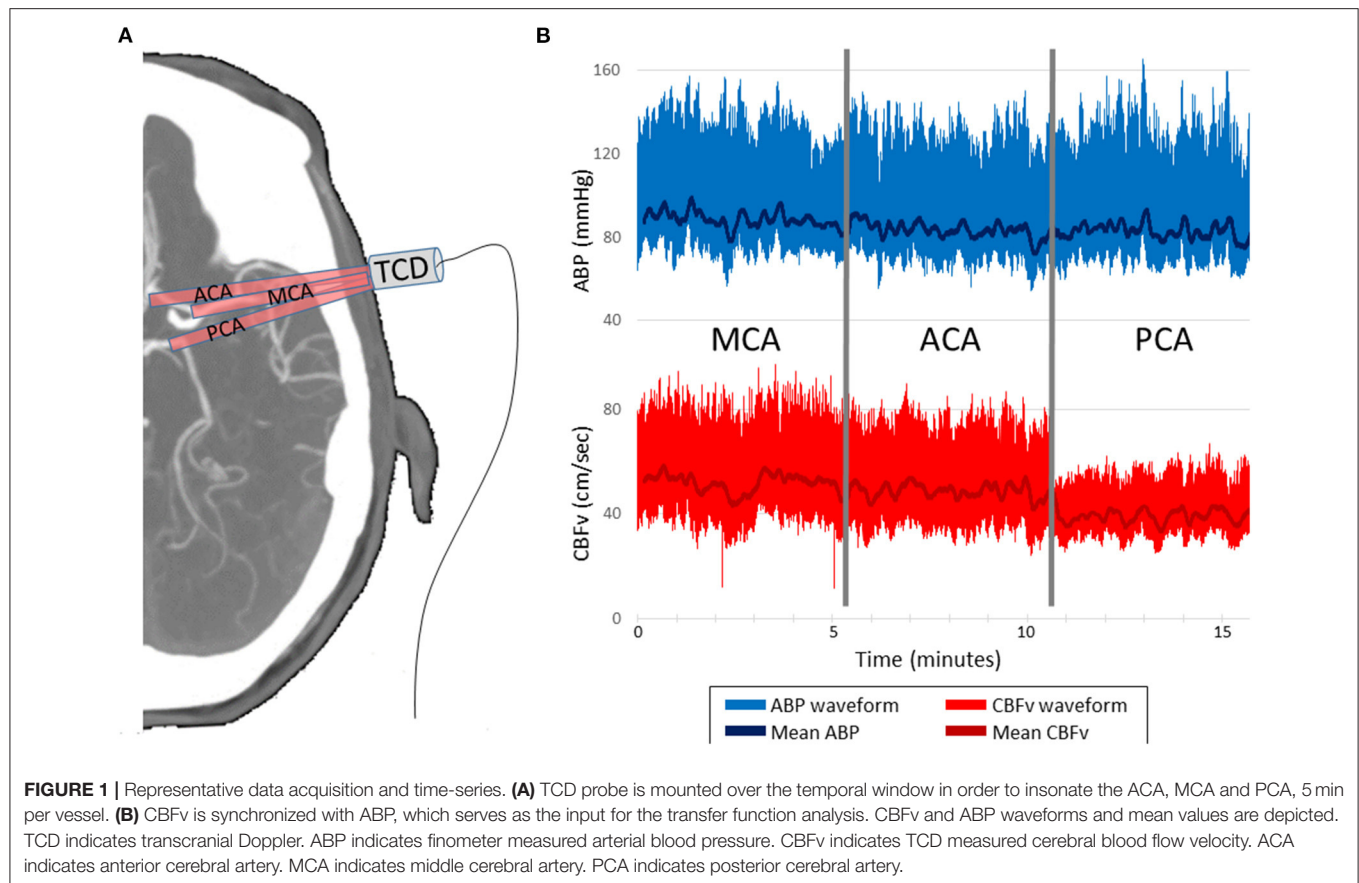 A
TCD
ACA
MCA
PCA
B
160
120
80
40
ABP (mmHg)
MCA ACA PCA
80
40
0
CBFv (cm/sec)
0 5 10 15
Time (minutes)
ABP waveform CBFv waveform
Mean ABP Mean CBFv
FIGURE 1 | Representative data acquisition and time-series. (A) TCD probe is mounted over the temporal window in order to insonate the ACA, MCA and PCA, 5 min
per vessel. (B) CBFv is synchronized with ABP, which serves as the input for the transfer function analysis. CBFv and ABP waveforms and mean values are depicted.
TCD indicates transcranial Doppler. ABP indicates finometer measured arterial blood pressure. CBFv indicates TCD measured cerebral blood flow velocity. ACA
indicates anterior cerebral artery. MCA indicates middle cerebral artery. PCA indicates posterior cerebral artery.